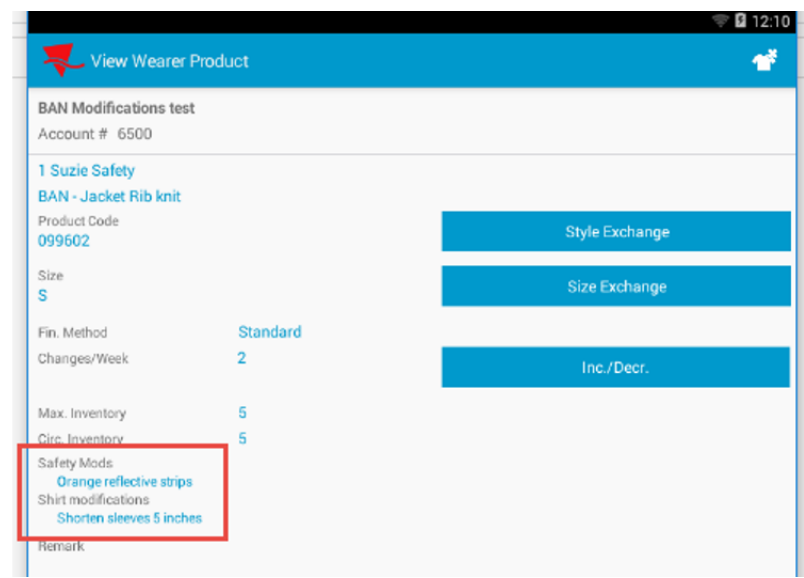 12:10
View Wearer Product
BAN Modifications test
Account # 6500
1 Suzie Safety
BAN - Jacket Rib knit
Product Code
099602
Style Exchange
Size
S
Size Exchange
Fin. Method Standard
Changes/Week 2
Inc./Decr.
Max. Inventory 5
Circ. Inventory 5
Safety Mods
Orange reflective strips
Shirt modifications
Shorten sleeves 5 inches
Remark